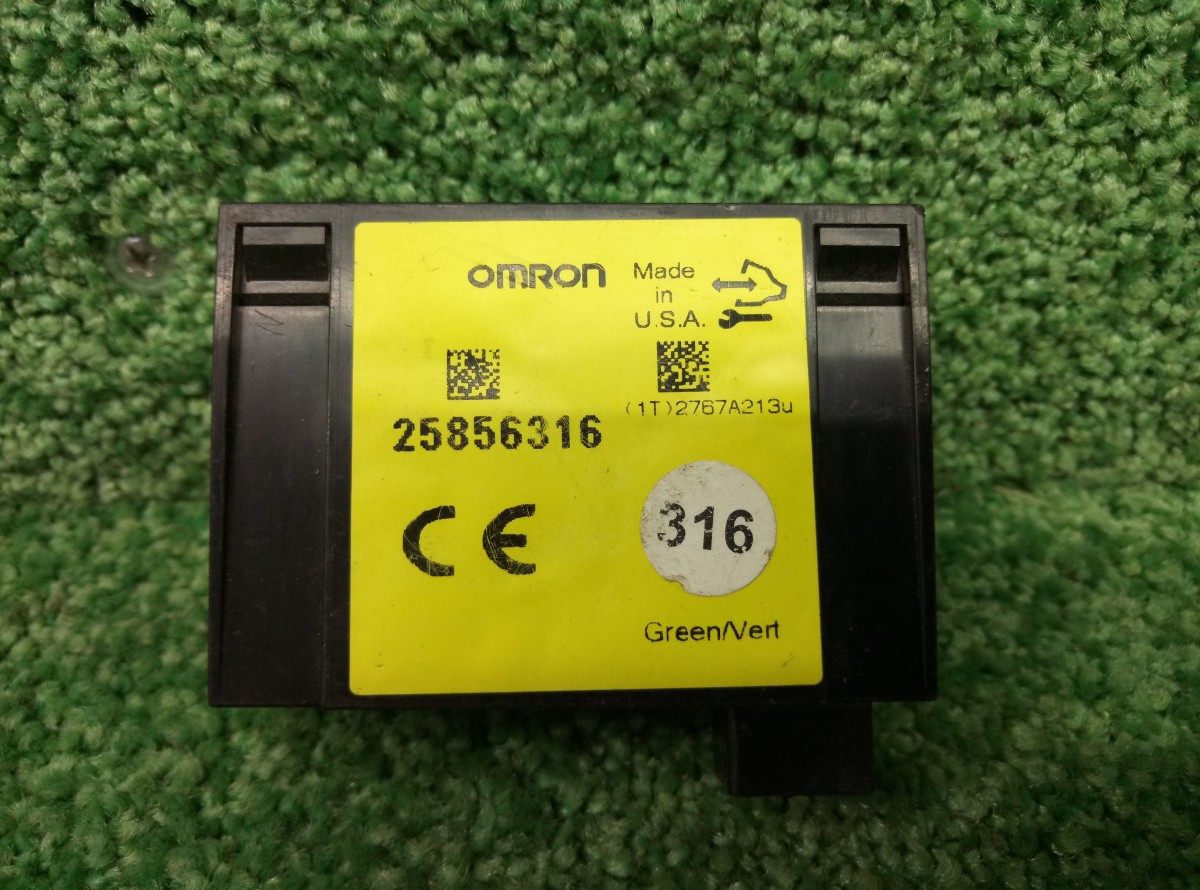 omron
Made
in
U.S.A.
(1T)2767A213u
25856316
CE
316
Green/Vert